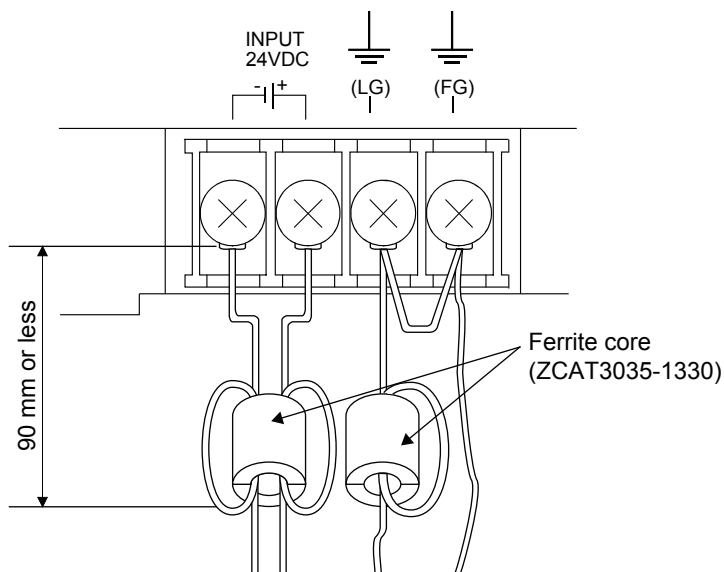 INPUT
24VDC
- +
(LG)
(FG)
90 mm or less
Ferrite core
(ZCAT3035-1330)